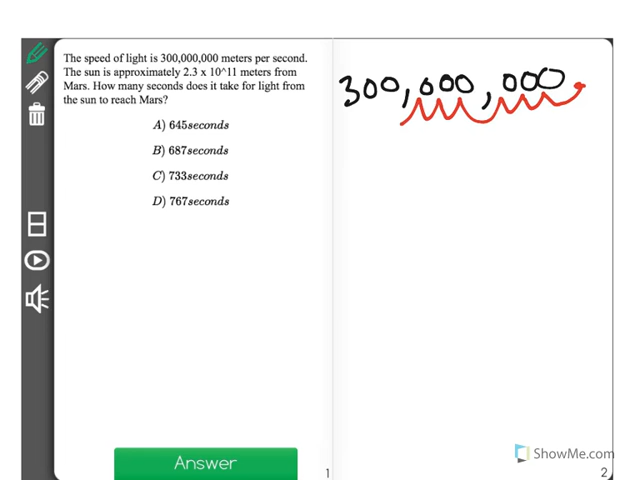 The speed of light is 300,000,000 meters per second.
The sun is approximately 2.3 x 10^11 meters from
Mars. How many seconds does it take for light from
the sun to reach Mars?
A) 645seconds
B) 687seconds
C) 733seconds
D) 767seconds
Answer
1
300,000,000
ShowMe.com
2